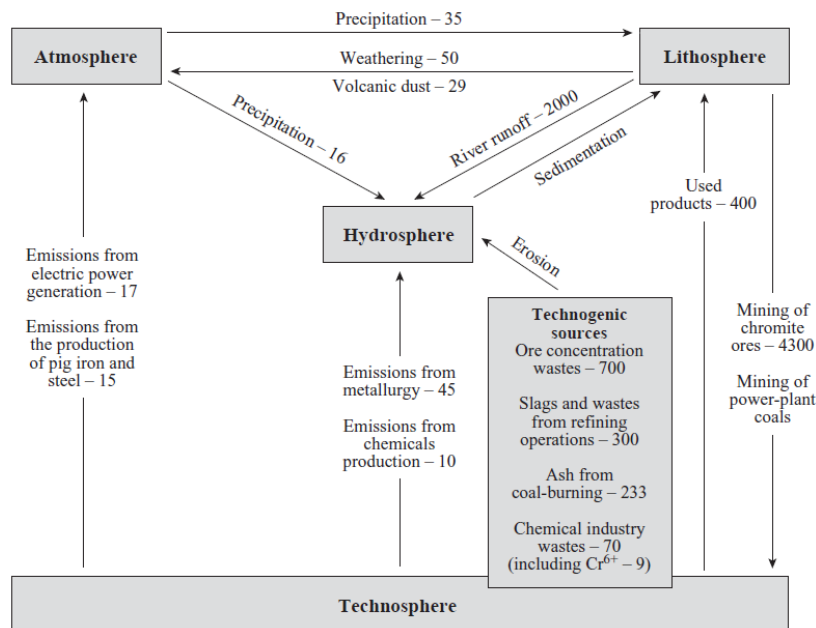 Precipitation – 35
Atmosphere
Weathering – 50
Lithosphere
Volcanic dust – 29
Precipitation – 16
River runoff – 2000
Sedimentation
Used
products – 400
Hydrosphere
Erosion
Emissions from
electric power
generation – 17
Emissions from
the production
of pig iron and
steel – 15
Emissions from
metallurgy – 45
Emissions from
chemicals
production – 10
Technogenic
sources
Ore concentration
wastes – 700
Slags and wastes
from refining
operations – 300
Ash from
coal-burning – 233
Chemical industry
wastes – 70
(including Cr⁶⁺ – 9)
Mining of
chromite
ores – 4300
Mining of
power-plant
coals
Technosphere